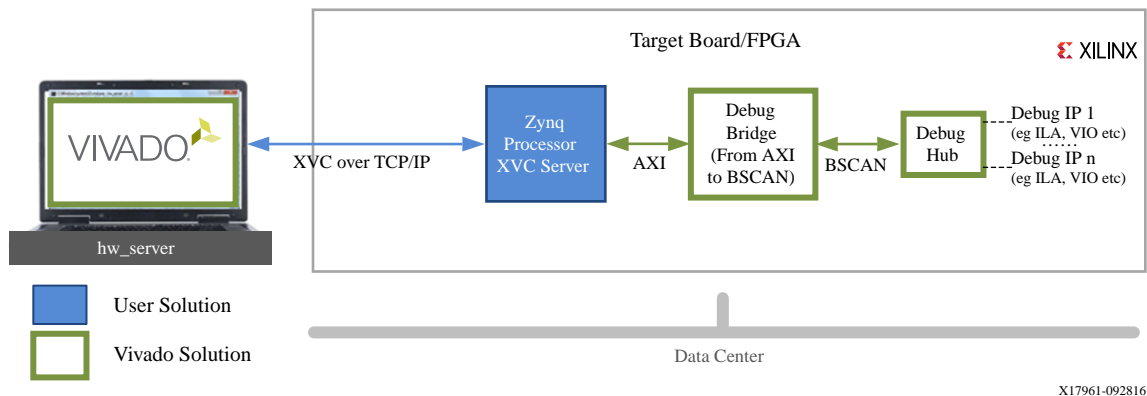 Target Board/FPGA
XILINX
VIVADO
Zynq
Processor
XVC Server
Debug
Bridge
(From AXI
to BSCAN)
Debug
Hub
Debug IP 1
(eg ILA, VIO etc)
......
Debug IP n
(eg ILA, VIO etc)
XVC over TCP/IP
AXI
BSCAN
hw_server
User Solution
Vivado Solution
Data Center
X17961-092816